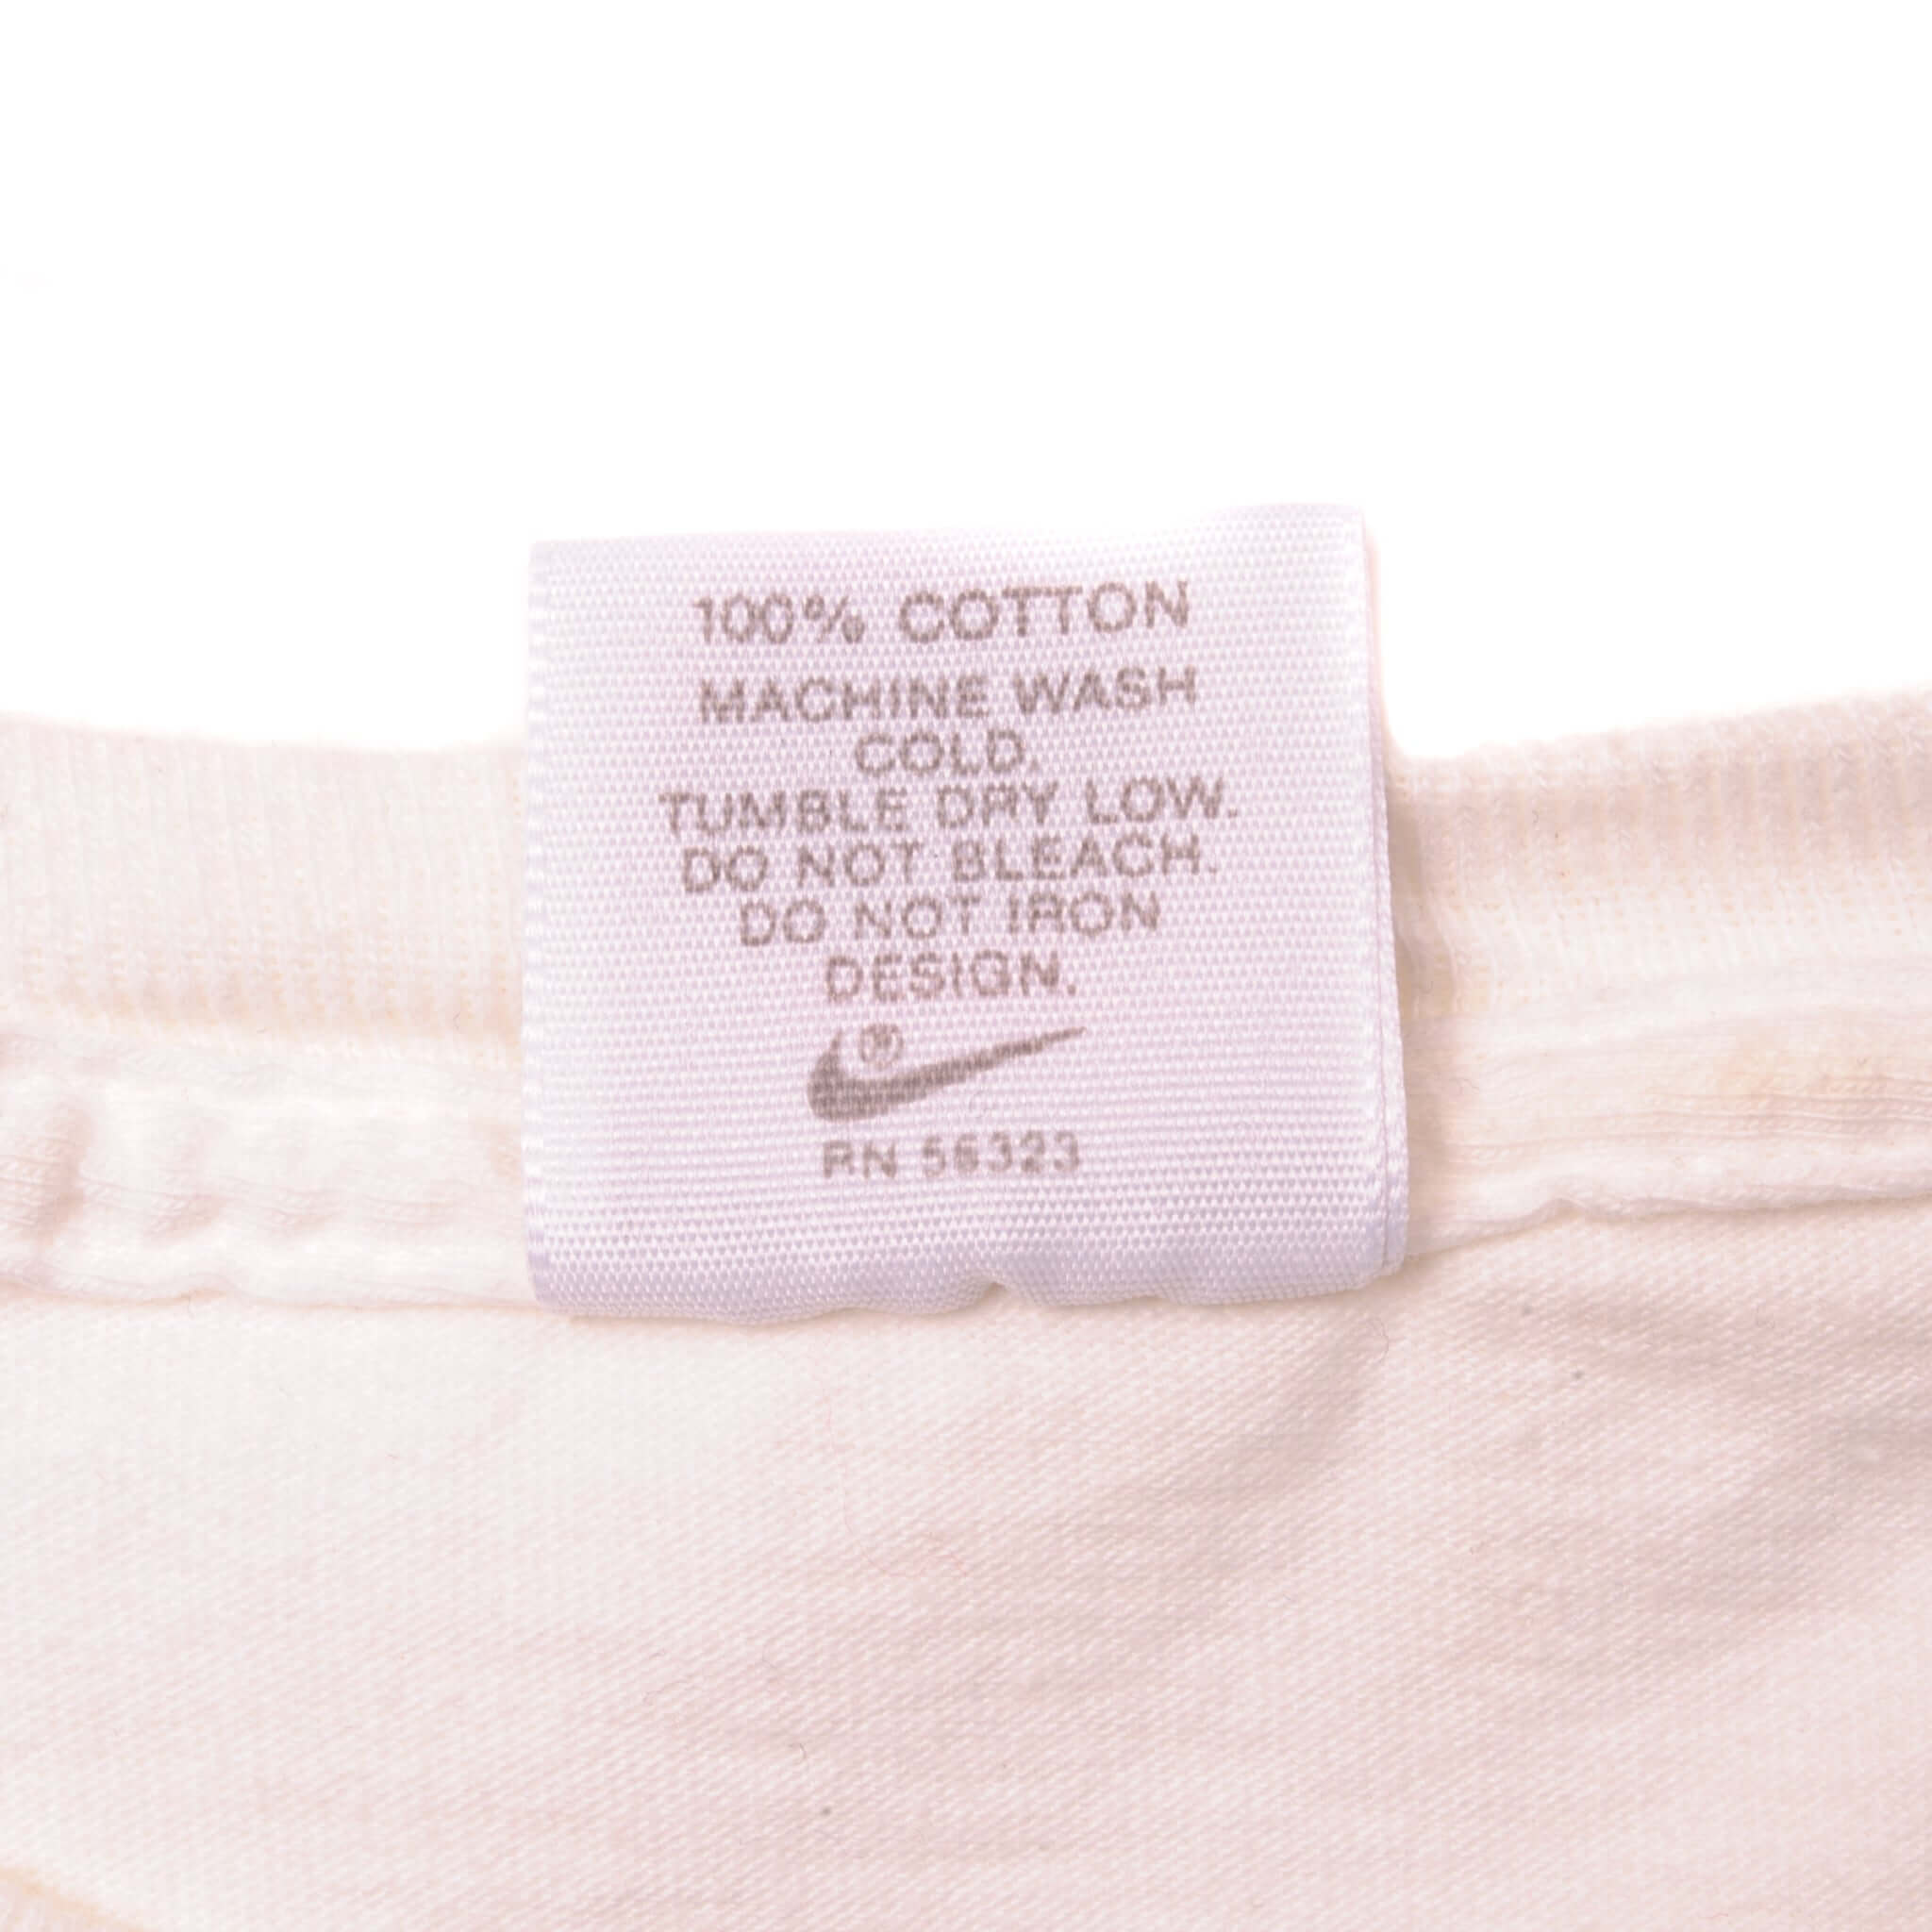 100% COTTON
MACHINE WASH
COLD.
TUMBLE DRY LOW.
DO NOT BLEACH.
DO NOT IRON
DESIGN.
®
RN 56323